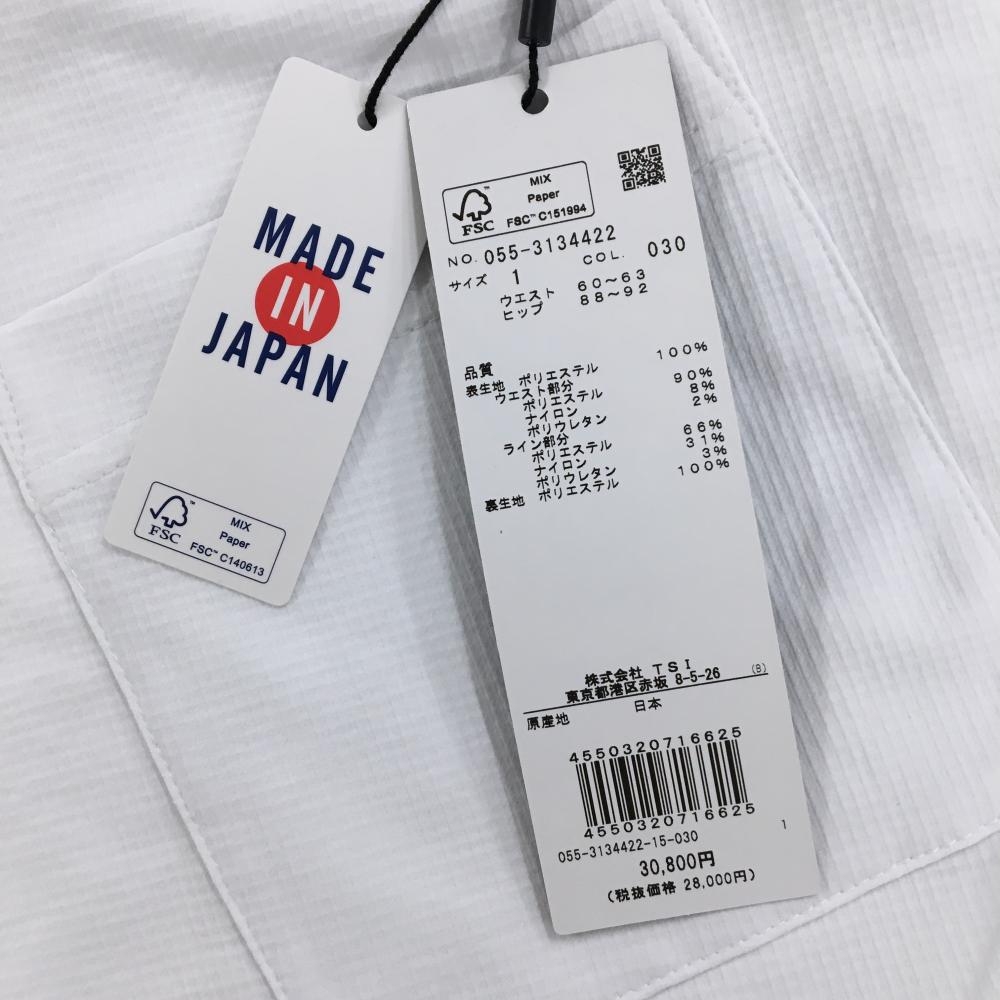 MADE
IN
JAPAN
FSC™
MIX
Paper
FSC™ C140613
FSC™
MIX
Paper
FSC™ C151994
NO. 055-3134422
COL. 030
サイズ 1
ウエスト 60～63
ヒップ 88～92
品質
表生地 ポリエステル 100%
ウエスト部分
ポリエステル 90%
ナイロン 8%
ポリウレタン 2%
ライン部分
ポリエステル 66%
ナイロン 31%
ポリウレタン 3%
裏生地 ポリエステル 100%
株式会社 TSI
東京都港区赤坂 8-5-26 (B)
原産地 日本
4550320716625
4550320716625
055-3134422-15-030 1
30,800円
(税抜価格 28,000円)